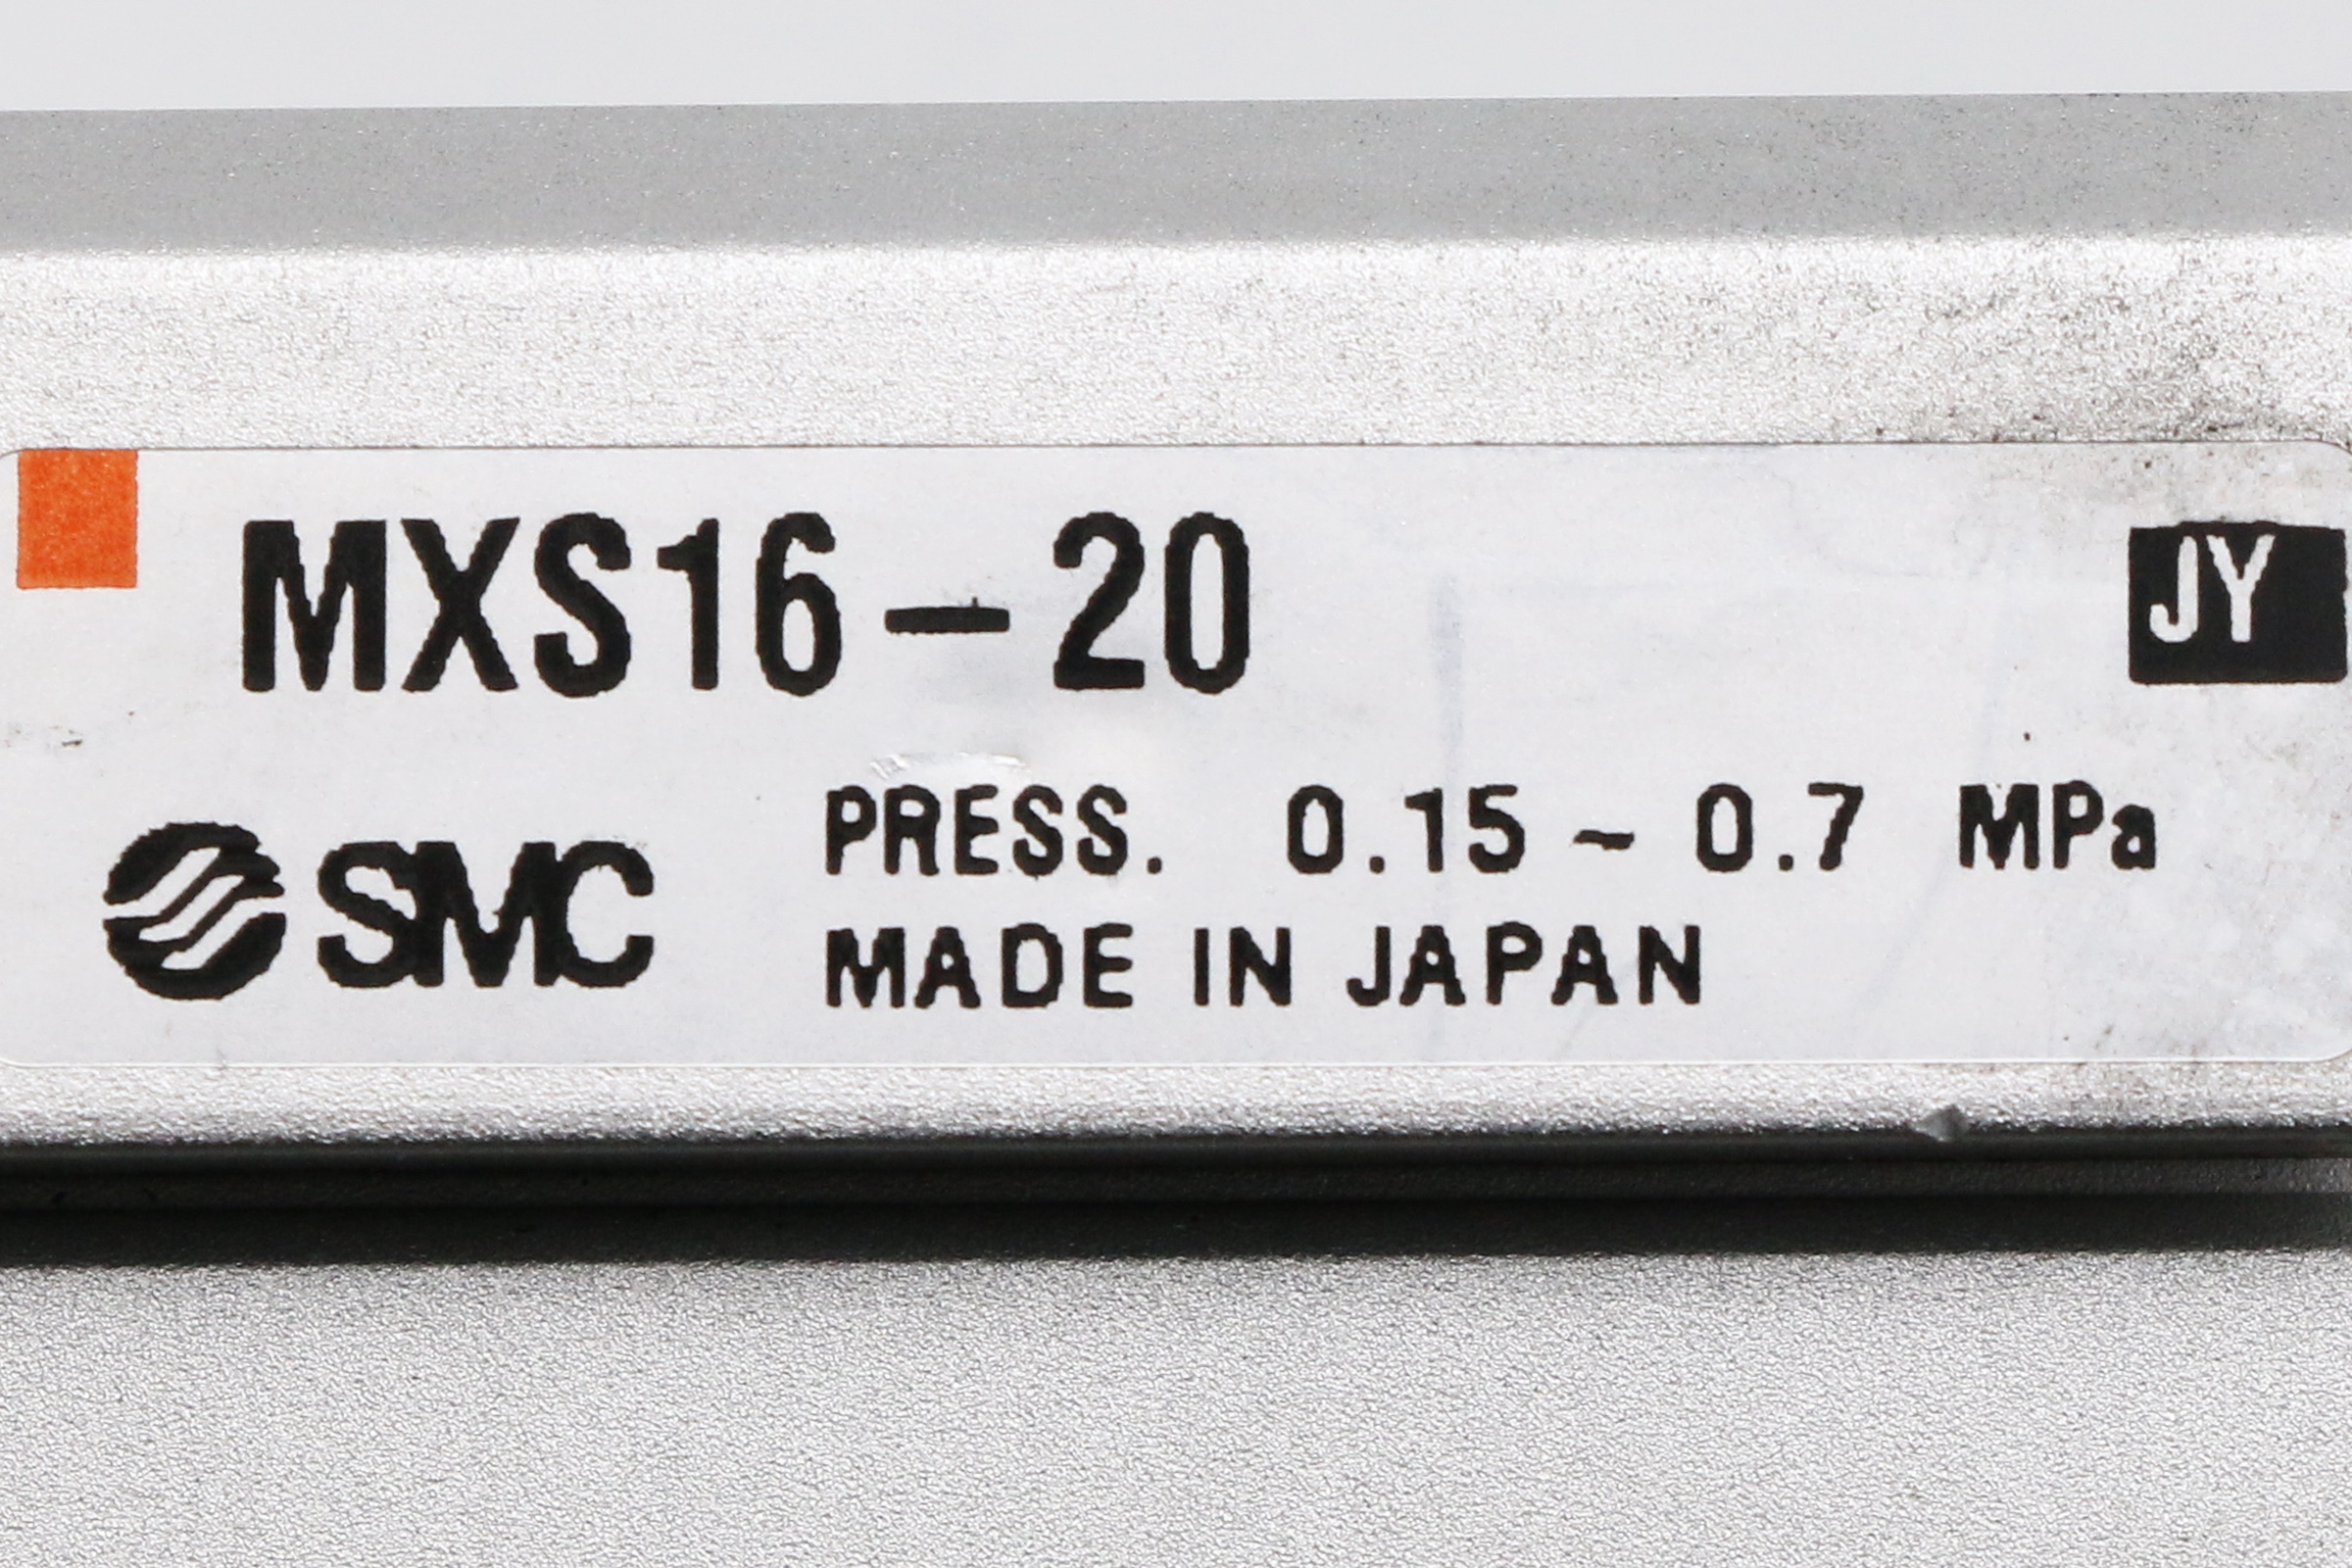 MXS16-20
JY
SMC
PRESS. 0.15 ~ 0.7 MPa
MADE IN JAPAN